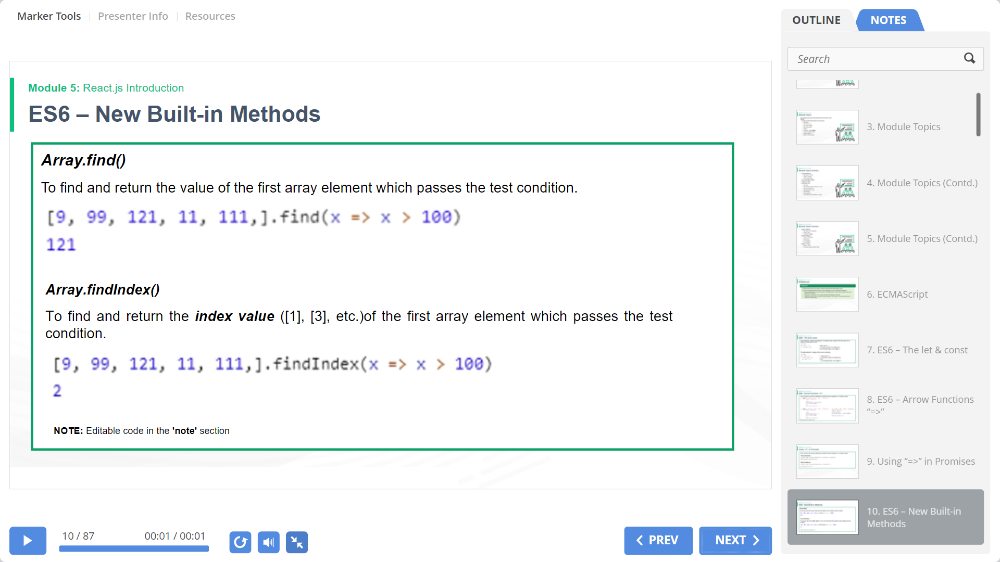 Marker Tools
Presenter Info
Resources
OUTLINE
NOTES
Search
Module 5: React.js Introduction
ES6 – New Built-in Methods
Array.find()
To find and return the value of the first array element which passes the test condition.
[9, 99, 121, 11, 111,].find(x => x > 100)
121
Array.findIndex()
To find and return the index value ([1], [3], etc.)of the first array element which passes the test
condition.
[9, 99, 121, 11, 111,].findIndex(x => x > 100)
2
NOTE: Editable code in the 'note' section
3. Module Topics
4. Module Topics (Contd.)
5. Module Topics (Contd.)
6. ECMAScript
7. ES6 – The let & const
8. ES6 – Arrow Functions
“=>”
9. Using “=>” in Promises
10. ES6 – New Built-in
Methods
10 / 87
00:01 / 00:01
PREV
NEXT